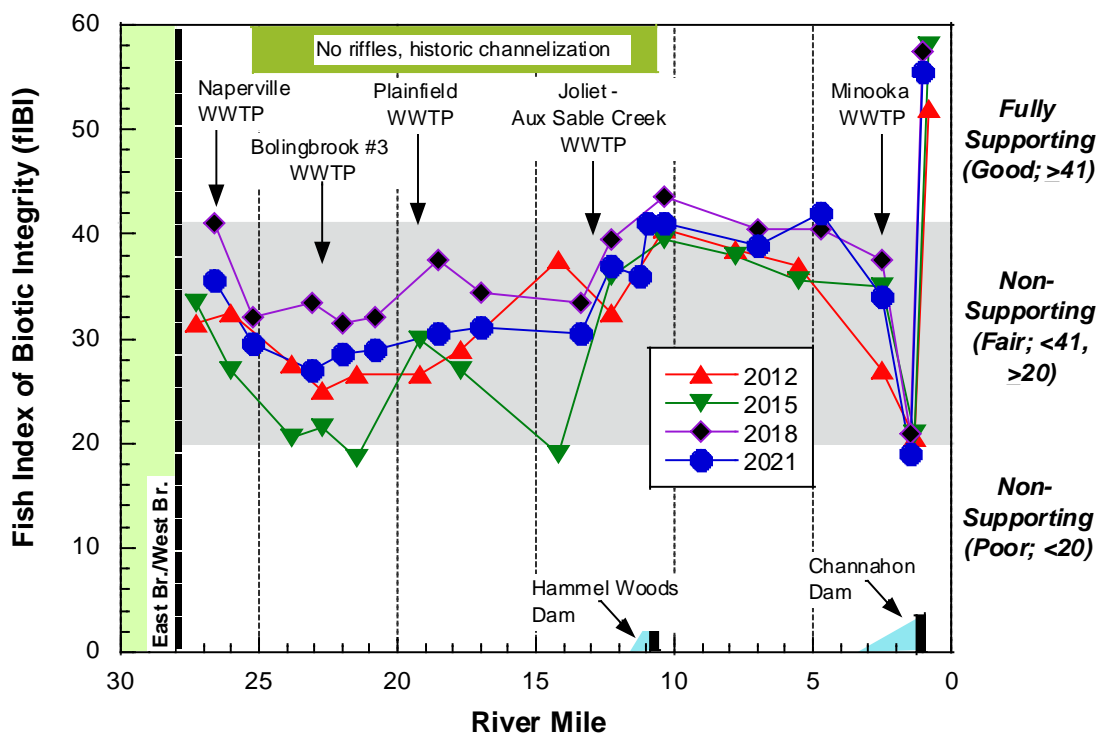 60
50
40
30
20
10
0
Fish Index of Biotic Integrity (fIBI)
No riffles, historic channelization
Naperville
WWTP
Bolingbrook #3
WWTP
Plainfield
WWTP
Joliet -
Aux Sable Creek
WWTP
Minooka
WWTP
Fully
Supporting
(Good; ≥41)
Non-
Supporting
(Fair; <41,
≥20)
Non-
Supporting
(Poor; <20)
2012
2015
2018
2021
East Br./West Br.
Hammel Woods
Dam
Channahon
Dam
30
25
20
15
10
5
0
River Mile